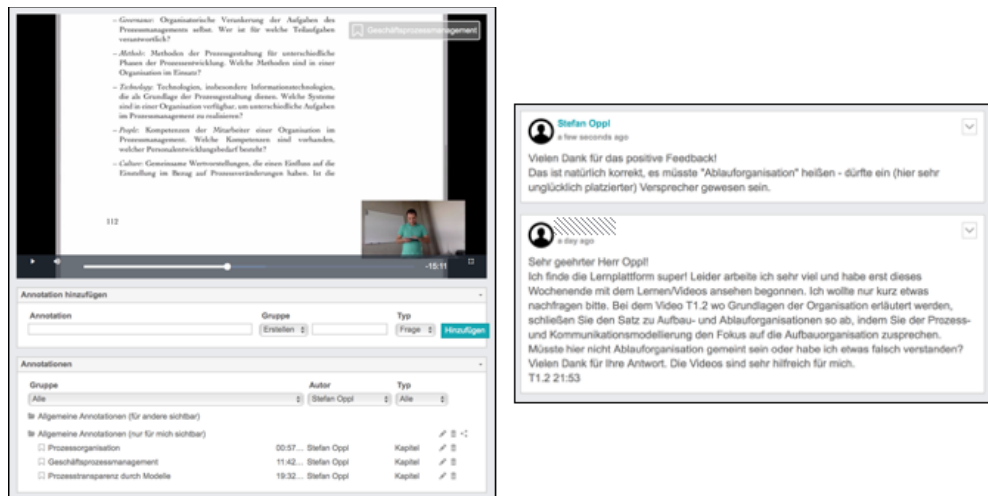 – Governance: Organisatorische Verankerung der Aufgaben des
Prozessmanagements selbst. Wer ist für welche Teilaufgaben
verantwortlich?
– Methods: Methoden der Prozessgestaltung für unterschiedliche
Phasen der Prozessentwicklung. Welche Methoden sind in einer
Organisation im Einsatz?
– Technology: Technologien, insbesondere Informationstechnologien,
die als Grundlage der Prozessgestaltung dienen. Welche Systeme
sind in einer Organisation verfügbar, um unterschiedliche Aufgaben
im Prozessmanagement zu realisieren?
– People: Kompetenzen der Mitarbeiter einer Organisation im
Prozessmanagement. Welche Kompetenzen sind vorhanden,
welcher Personalentwicklungsbedarf besteht?
– Culture: Gemeinsame Wertvorstellungen, die einen Einfluss auf die
Einstellung im Bezug auf Prozessveränderungen haben. Ist die
Geschäftsprozessmanagement
112
-15:11
Annotation hinzufügen
Annotation Gruppe Typ
Erstellen Frage Hinzufügen
Annotationen
Gruppe Autor Typ
Alle Stefan Oppl Alle
Allgemeine Annotationen (für andere sichtbar)
Allgemeine Annotationen (nur für mich sichtbar)
Prozessorganisation 00:57... Stefan Oppl Kapitel
Geschäftsprozessmanagement 11:42... Stefan Oppl Kapitel
Prozesstransparenz durch Modelle 19:32... Stefan Oppl Kapitel
Stefan Oppl
a few seconds ago
Vielen Dank für das positive Feedback!
Das ist natürlich korrekt, es müsste "Ablauforganisation" heißen - dürfte ein (hier sehr
unglücklich platzierter) Versprecher gewesen sein.
a day ago
Sehr geehrter Herr Oppl!
Ich finde die Lernplattform super! Leider arbeite ich sehr viel und habe erst dieses
Wochenende mit dem Lernen/Videos ansehen begonnen. Ich wollte nur kurz etwas
nachfragen bitte. Bei dem Video T1.2 wo Grundlagen der Organisation erläutert werden,
schließen Sie den Satz zu Aufbau- und Ablauforganisationen so ab, indem Sie der Prozess-
und Kommunikationsmodellierung den Fokus auf die Aufbauorganisation zusprechen.
Müsste hier nicht Ablauforganisation gemeint sein oder habe ich etwas falsch verstanden?
Vielen Dank für Ihre Antwort. Die Videos sind sehr hilfreich für mich.
T1.2 21:53